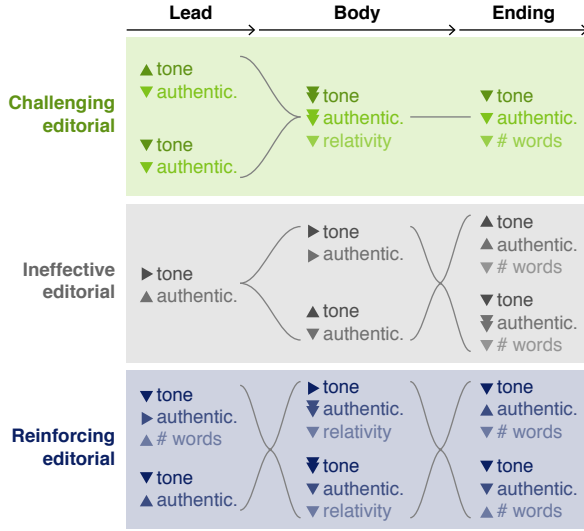 Lead Body Ending
Challenging
editorial
▲ tone
▼ authentic.
▼ tone
▼ authentic.
▼▼ tone
▼▼ authentic.
▼ relativity
▼ tone
▼ authentic.
▼ # words
Ineffective
editorial
▶ tone
▲ authentic.
▶ tone
▶ authentic.
▲ tone
▼ authentic.
▲ tone
▲ authentic.
▼ # words
▼ tone
▼▼ authentic.
▼ # words
Reinforcing
editorial
▼ tone
▶ authentic.
▲ # words
▼ tone
▲ authentic.
▶ tone
▼▼ authentic.
▼ relativity
▼▼ tone
▼ authentic.
▼ relativity
▼ tone
▲ authentic.
▼ # words
▼ tone
▼ authentic.
▲ # words